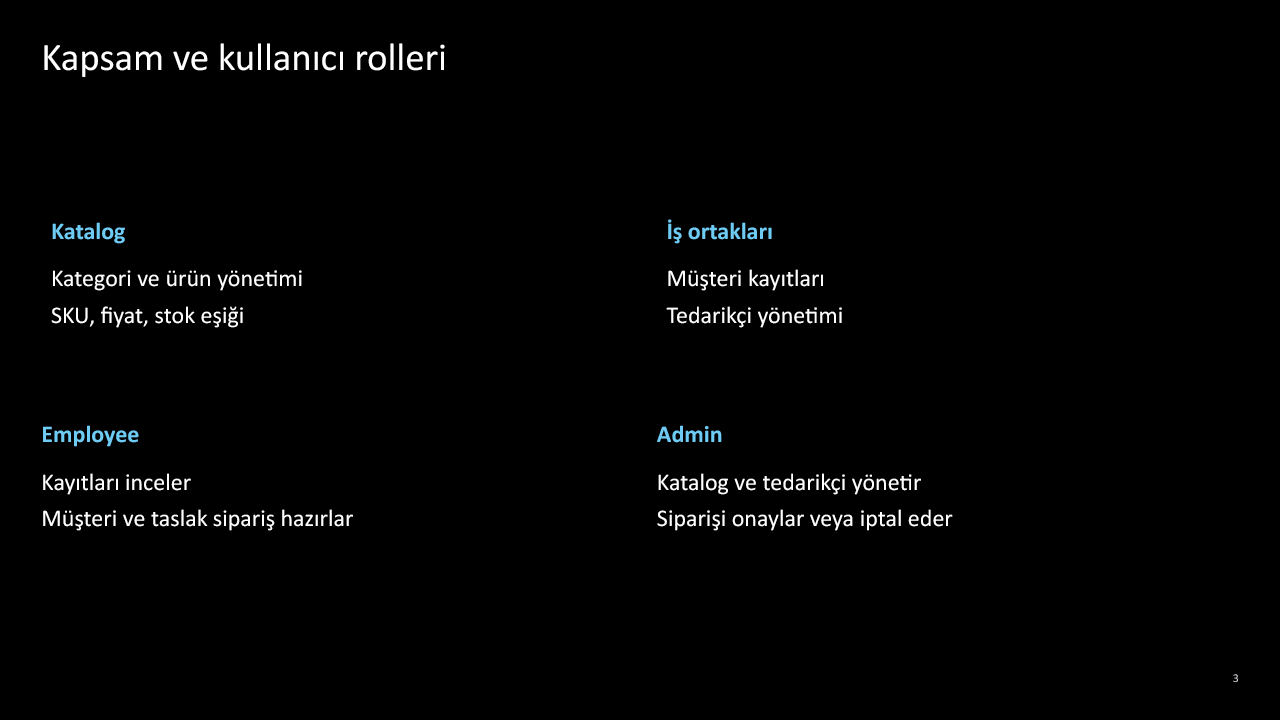 Kapsam ve kullanıcı rolleri
Katalog
Kategori ve ürün yönetimi
SKU, fiyat, stok eşiği
İş ortakları
Müşteri kayıtları
Tedarikçi yönetimi
Employee
Kayıtları inceler
Müşteri ve taslak sipariş hazırlar
Admin
Katalog ve tedarikçi yönetir
Siparişi onaylar veya iptal eder
3